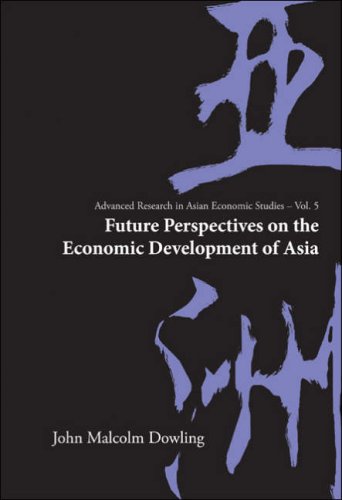 亞
Advanced Research in Asian Economic Studies – Vol. 5
Future Perspectives on the
Economic Development of Asia
洲
John Malcolm Dowling